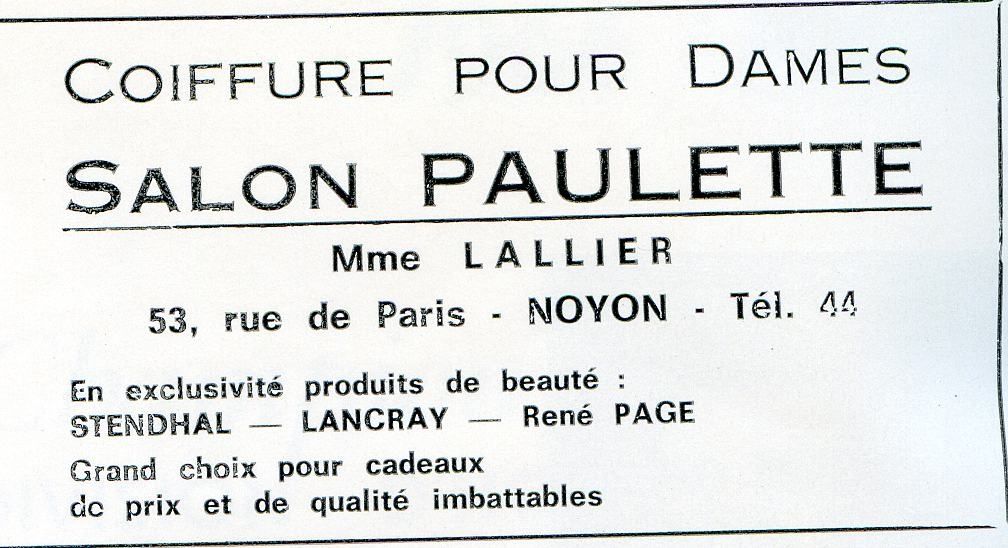 COIFFURE POUR DAMES
SALON PAULETTE
Mme LALLIER
53, rue de Paris - NOYON - Tél. 44
En exclusivité produits de beauté :
STENDHAL — LANCRAY — René PAGE
Grand choix pour cadeaux
de prix et de qualité imbattables